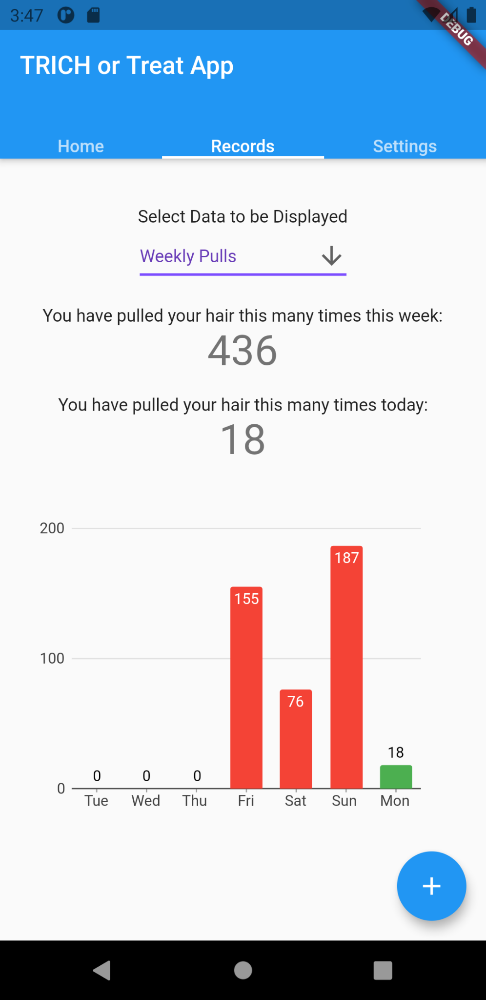 3:47
DEBUG
TRICH or Treat App
Home Records Settings
Select Data to be Displayed
Weekly Pulls
You have pulled your hair this many times this week:
436
You have pulled your hair this many times today:
18
200
187
155
100
76
18
0 0 0
0
Tue Wed Thu Fri Sat Sun Mon
+